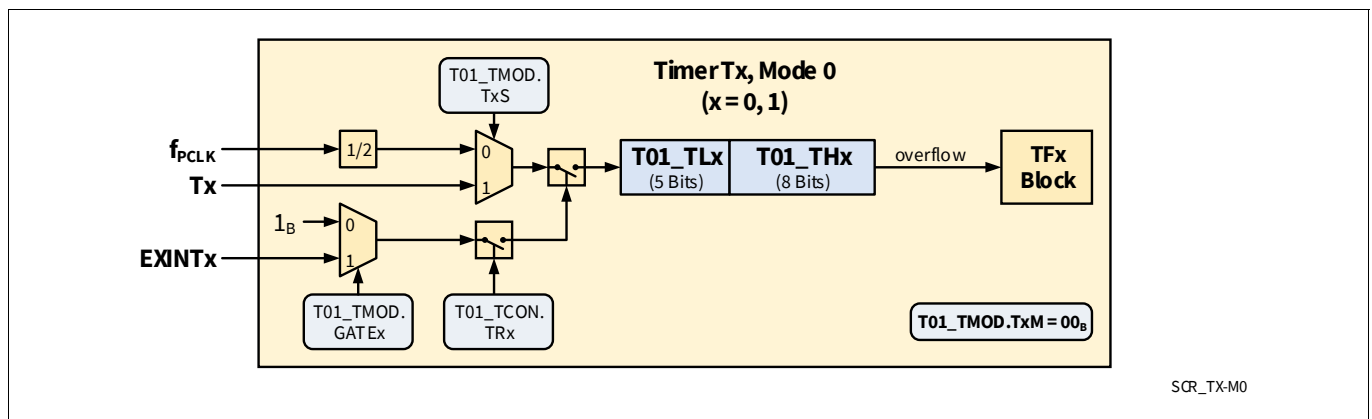 Timer Tx, Mode 0
(x = 0, 1)
T01_TMOD.
TxS
fPCLK
1/2
0
1
Tx
T01_TLx
(5 Bits)
T01_THx
(8 Bits)
overflow
TFx
Block
1B
0
1
EXINTx
T01_TMOD.
GATEx
T01_TCON.
TRx
T01_TMOD.TxM = 00B
SCR_TX-M0